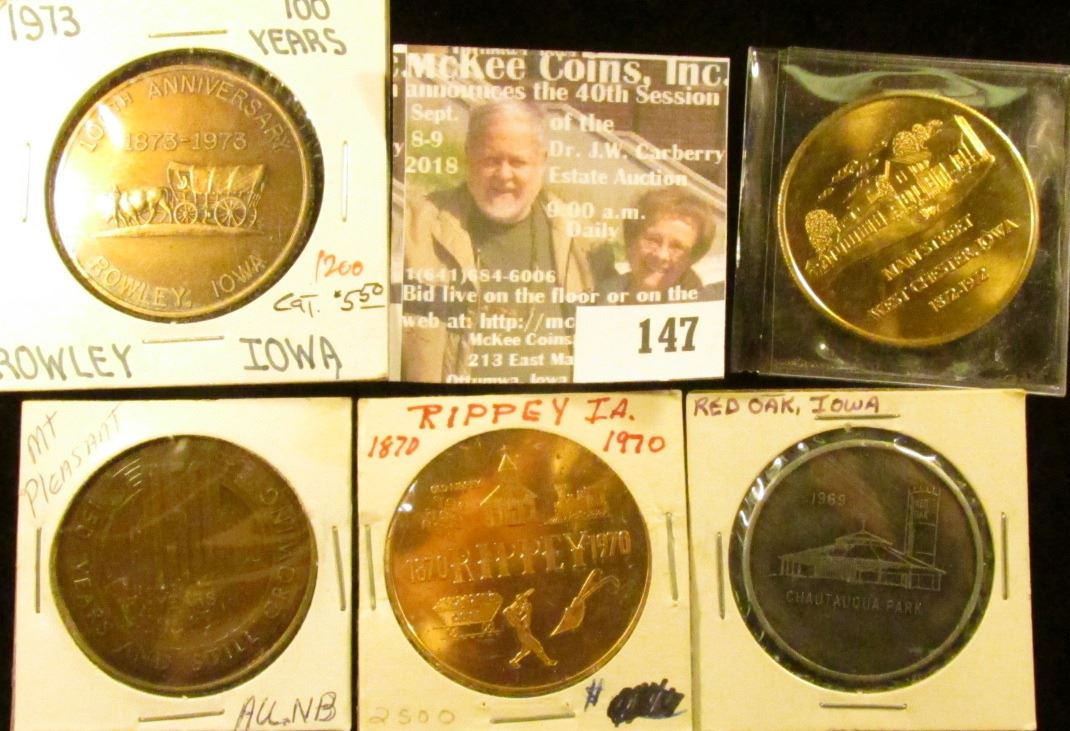 1973
100
YEARS
100TH ANNIVERSARY
1873-1973
ROWLEY, IOWA
1200
CAT. $5.50
ROWLEY IOWA
McKee Coins, Inc.
announces the 40th Session
Sept.
8-9
2018
of the
Dr. J.W. Carberry
Estate Auction
9:00 a.m.
Daily
1(641)684-6006
Bid live on the floor or on the
web at: http://mc
McKee Coins
213 East Ma
Ottumwa, Iowa
147
MAIN STREET
WEST CHESTER, IOWA
1872-1972
Mt
Pleasant
YEARS AND STILL GROWING
AU.NB
RIPPEY IA.
1870 1970
1870 RIPPEY 1970
2500
#
RED OAK, IOWA
1969
CHAUTAUQUA PARK